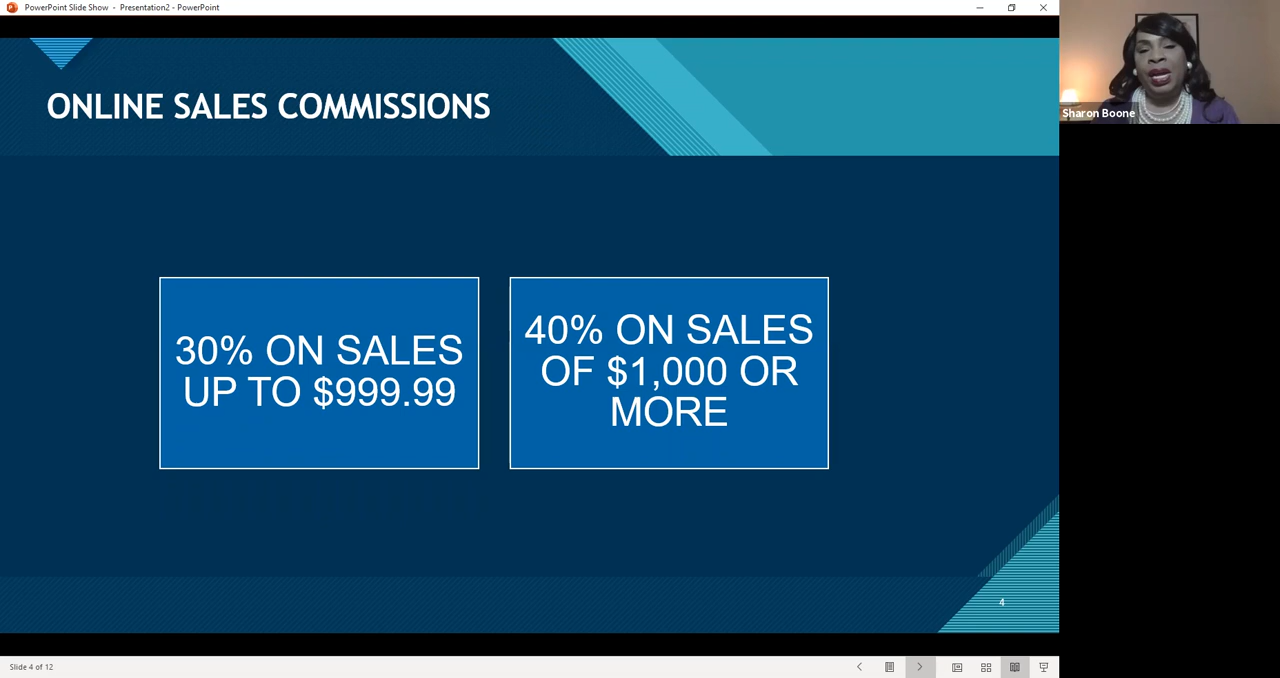 PowerPoint Slide Show - Presentation2 - PowerPoint
ONLINE SALES COMMISSIONS
Sharon Boone
30% ON SALES
UP TO $999.99
40% ON SALES
OF $1,000 OR
MORE
4
Slide 4 of 12